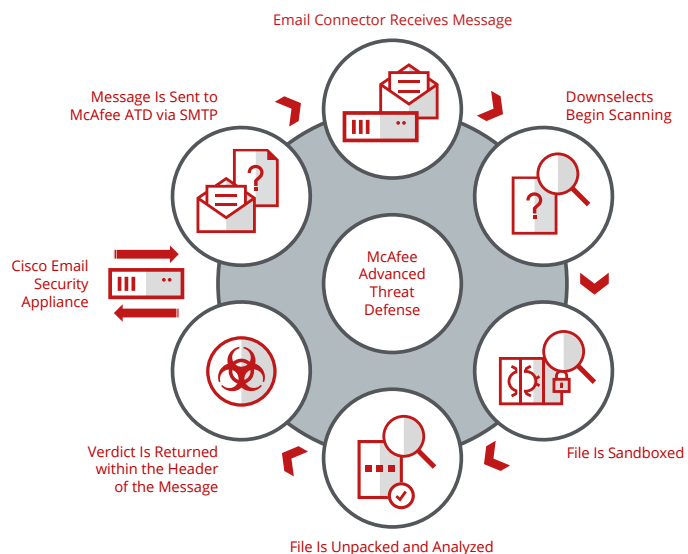 Email Connector Receives Message
Message Is Sent to
McAfee ATD via SMTP
Downselects
Begin Scanning
?
?
Cisco Email
Security
Appliance
McAfee
Advanced
Threat
Defense
Verdict Is Returned
within the Header
of the Message
File Is Sandboxed
File Is Unpacked and Analyzed